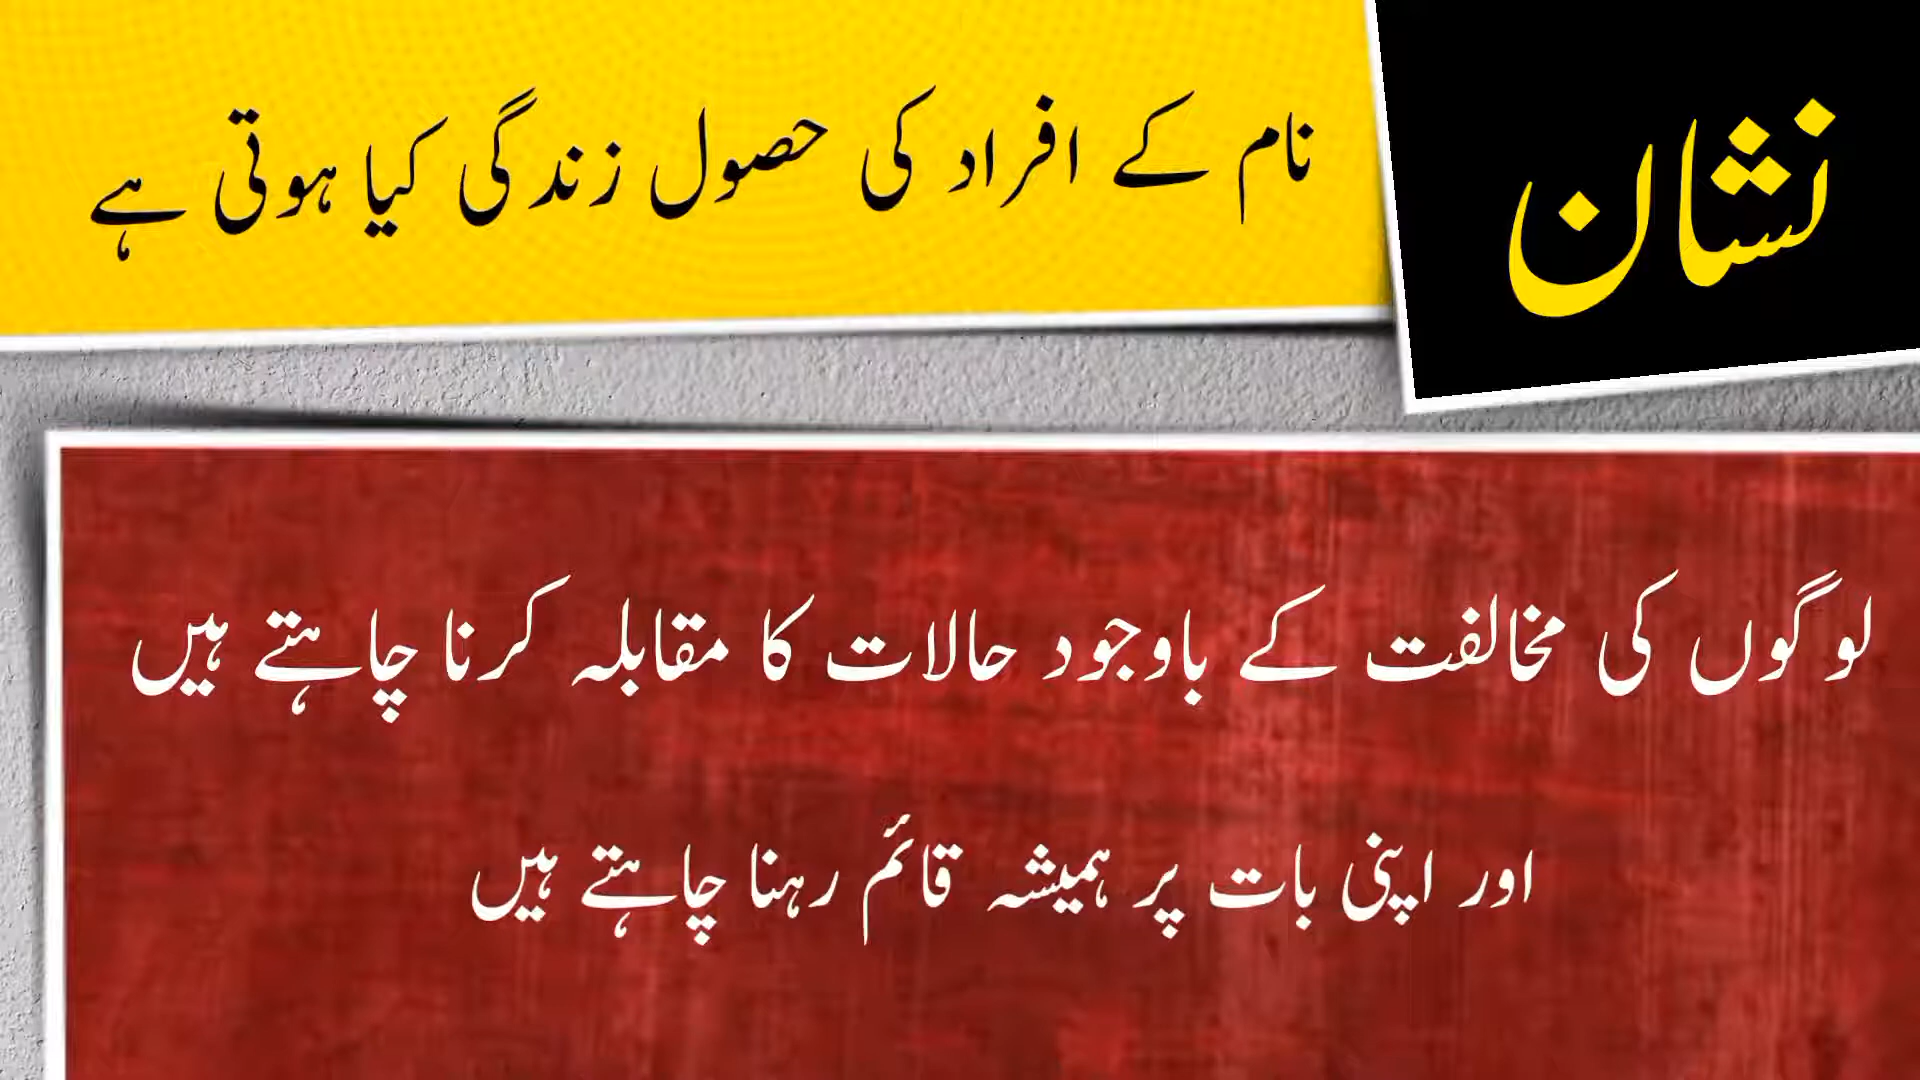 نشان
نام کے افراد کی حصول زندگی کیا ہوتی ہے
لوگوں کی مخالفت کے باوجود حالات کا مقابلہ کرنا چاہتے ہیں
اور اپنی بات پر ہمیشہ قائم رہنا چاہتے ہیں